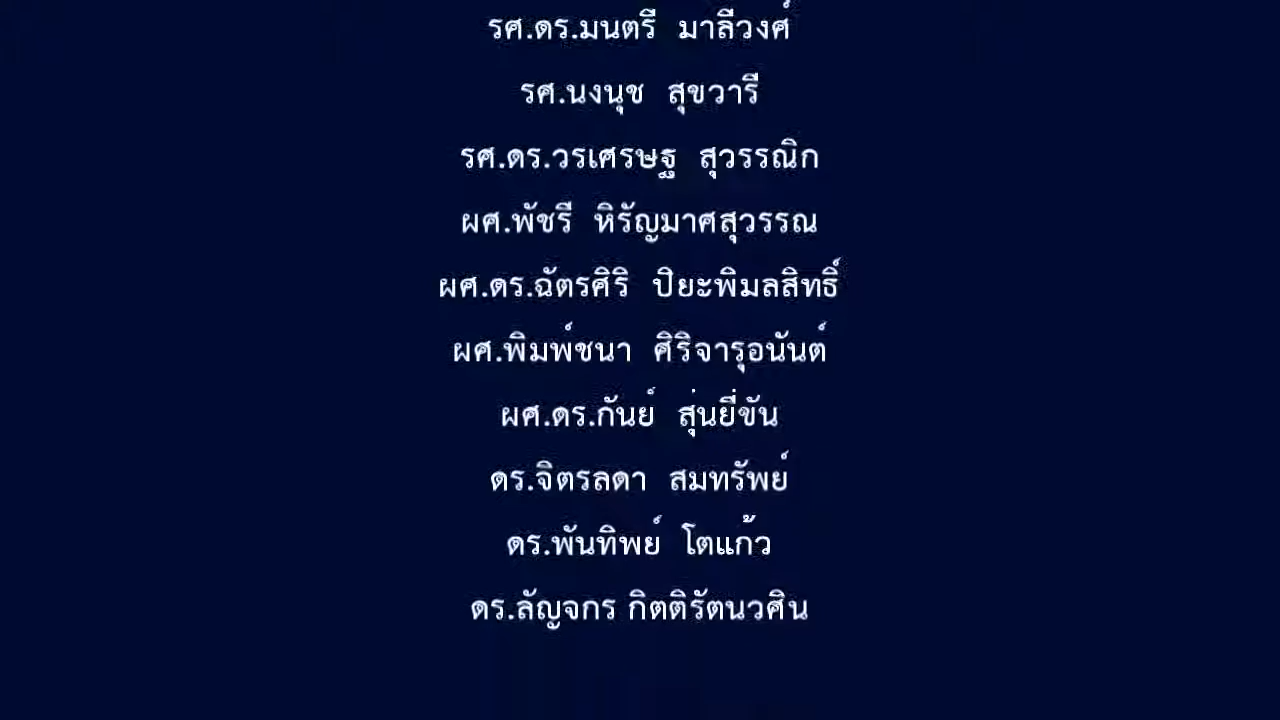 รศ.ดร.มนตรี มาลีวงศ์
รศ.นงนุช สุขวารี
รศ.ดร.วรเศรษฐ สุวรรณิก
ผศ.พัชรี หิรัญมาศสุวรรณ
ผศ.ดร.ฉัตรศิริ ปิยะพิมลสิทธิ์
ผศ.พิมพ์ชนา ศิริจารุอนันต์
ผศ.ดร.กันย์ สุ่นยี่ขัน
ดร.จิตรลดา สมทรัพย์
ดร.พันทิพย์ โตแก้ว
ดร.ลัญจกร กิตติรัตนวศิน